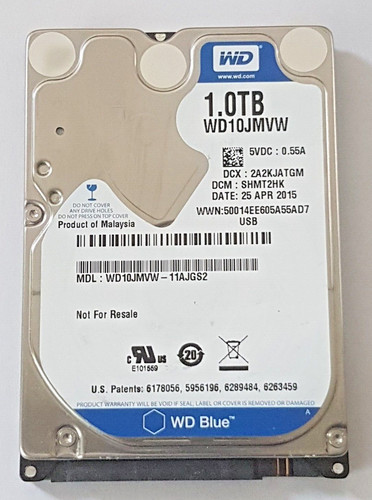 WD
www.wd.com
1.0TB
WD10JMVW
5VDC : 0.55A
DCX : 2A2KJATGM
DCM : SHMT2HK
DATE: 25 APR 2015
WWN:50014EE605A55AD7
USB
DO NOT COVER
ANY DRIVE HOLES
DO NOT PRESS ON TOP COVER
Product of Malaysia
MDL : WD10JMVW-11AJGS2
Not For Resale
c RU us
E101559
20
U.S. Patents: 6178056, 5956196, 6289484, 6263459
PRODUCT WARRANTY WILL BE VOID IF SEAL, LABEL OR COVER IS REMOVED OR DAMAGED
A
WD Blue™